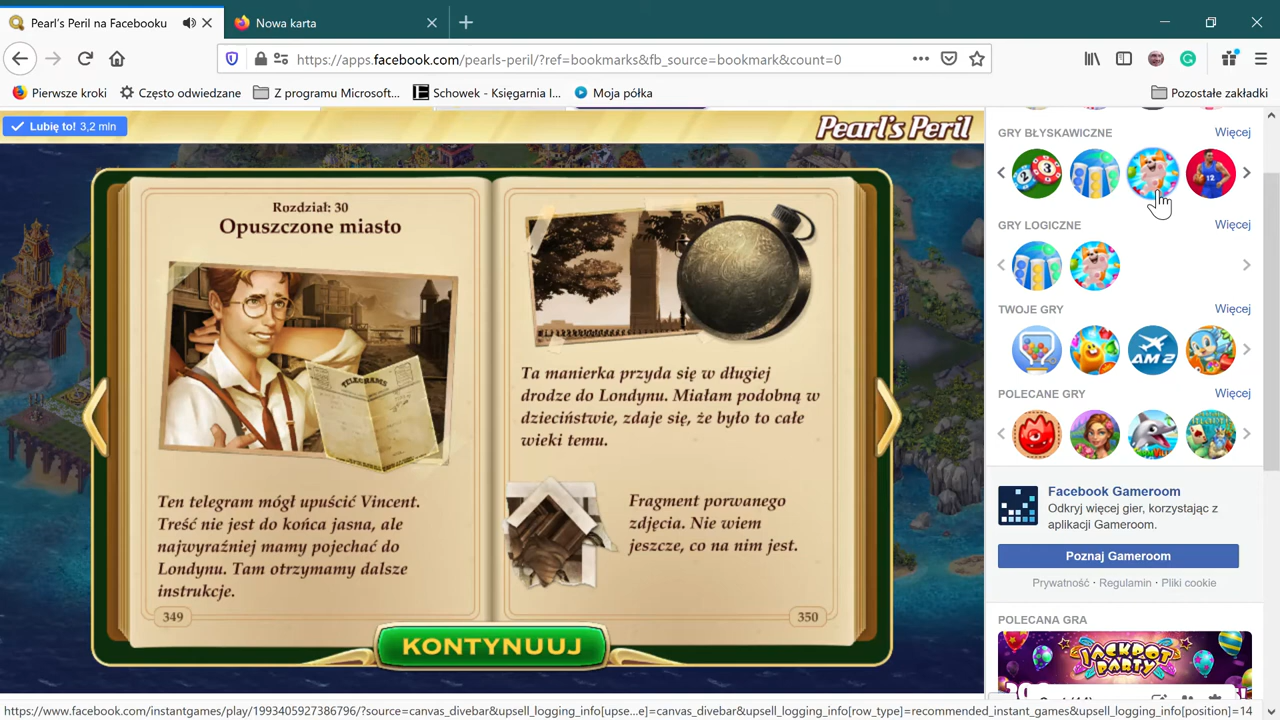 Pearl's Peril na Facebooku
Nowa karta
https://apps.facebook.com/pearls-peril/?ref=bookmarks&fb_source=bookmark&count=0
Pierwsze kroki
Często odwiedzane
Z programu Microsoft...
Schowek - Księgarnia I...
Moja półka
Pozostałe zakładki
Lubię to! 3,2 mln
Pearl's Peril
Rozdział: 30
Opuszczone miasto
TELEGRAMS
Ten telegram mógł upuścić Vincent.
Treść nie jest do końca jasna, ale
najwyraźniej mamy pojechać do
Londynu. Tam otrzymamy dalsze
instrukcje.
349
Ta manierka przyda się w długiej
drodze do Londynu. Miałam podobną w
dzieciństwie, zdaje się, że było to całe
wieki temu.
Fragment porwanego
zdjęcia. Nie wiem
jeszcze, co na nim jest.
350
KONTYNUUJ
GRY BŁYSKAWICZNE
Więcej
2 3
12
GRY LOGICZNE
Więcej
TWOJE GRY
Więcej
AM2
POLECANE GRY
Więcej
Facebook Gameroom
Odkryj więcej gier, korzystając z
aplikacji Gameroom.
Poznaj Gameroom
Prywatność · Regulamin · Pliki cookie
POLECANA GRA
JACKPOT
PARTY
https://www.facebook.com/instantgames/play/1993405927386796/?source=canvas_divebar&upsell_logging_info[upse...e]=canvas_divebar&upsell_logging_info[row_type]=recommended_instant_games&upsell_logging_info[position]=14